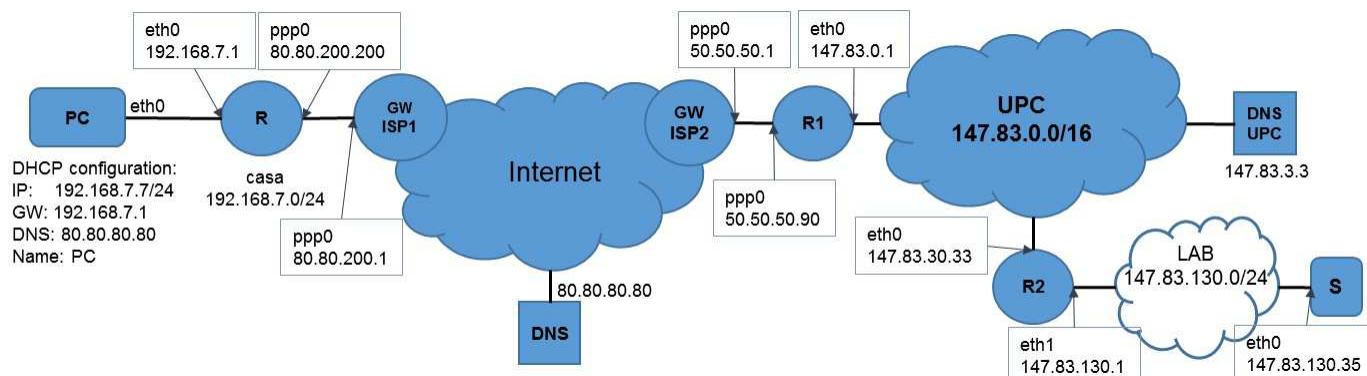 eth0
192.168.7.1
ppp0
80.80.200.200
ppp0
50.50.50.1
eth0
147.83.0.1
PC
eth0
R
GW
ISP1
GW
ISP2
R1
UPC
147.83.0.0/16
DNS
UPC
147.83.3.3
Internet
DHCP configuration:
IP: 192.168.7.7/24
GW: 192.168.7.1
DNS: 80.80.80.80
Name: PC
casa
192.168.7.0/24
ppp0
80.80.200.1
ppp0
50.50.50.90
eth0
147.83.30.33
LAB
147.83.130.0/24
R2
S
80.80.80.80
DNS
eth1
147.83.130.1
eth0
147.83.130.35